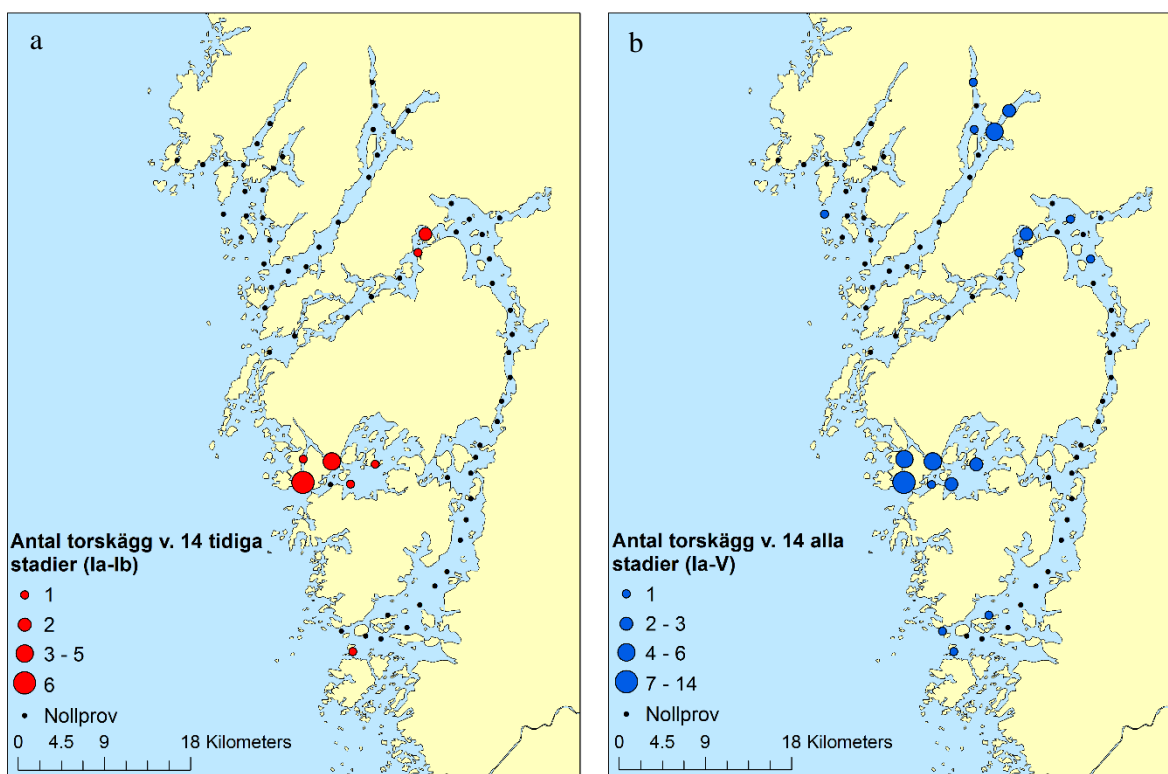 a
Antal torskägg v. 14 tidiga
stadier (Ia-Ib)
1
2
3 - 5
6
Nollprov
0 4.5 9 18 Kilometers
b
Antal torskägg v. 14 alla
stadier (Ia-V)
1
2 - 3
4 - 6
7 - 14
Nollprov
0 4.5 9 18 Kilometers